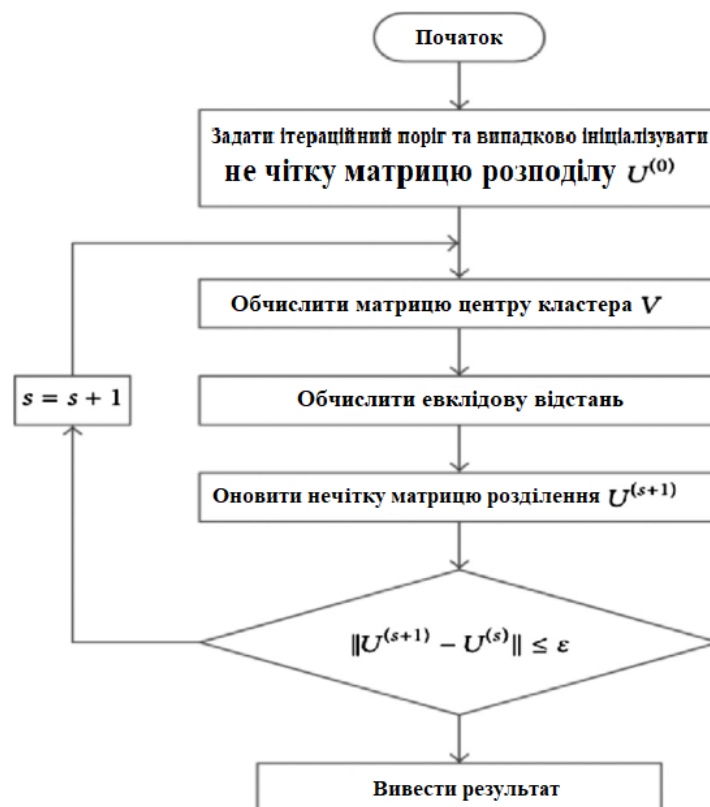 Початок
Задати ітераційний поріг та випадково ініціалізувати
не чітку матрицю розподілу U^(0)
Обчислити матрицю центру кластера V
s = s + 1
Обчислити евклідову відстань
Оновити нечітку матрицю розділення U^(s+1)
‖U^(s+1) − U^(s)‖ ≤ ε
Вивести результат